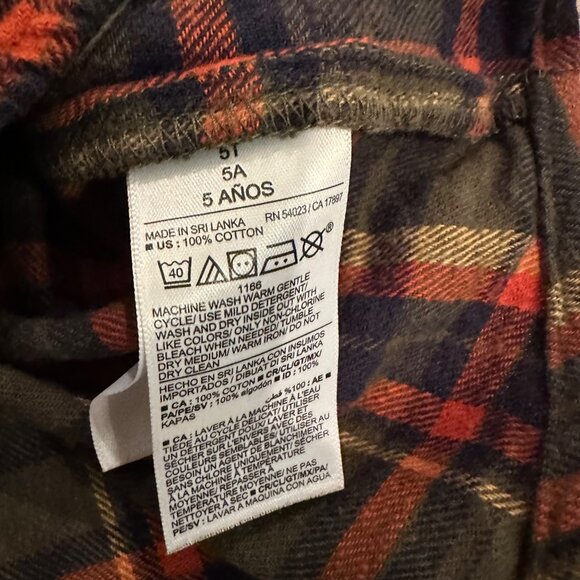 5T
5A
5 AÑOS
MADE IN SRI LANKA RN 54023 / CA 17897
■ US : 100% COTTON
40
1166
MACHINE WASH WARM GENTLE
CYCLE/ USE MILD DETERGENT/
WASH AND DRY INSIDE OUT WITH
LIKE COLORS/ ONLY NON-CHLORINE
BLEACH WHEN NEEDED/ TUMBLE
DRY MEDIUM/ WARM IRON/ DO NOT
DRY CLEAN
HECHO EN SRI LANKA CON INSUMOS
IMPORTADOS / DIBUAT DI SRI LANKA
■ CA : 100% COTTON ■ CR/CL/GT/MX/
PA/PE/SV : 100% algodón ■ ID : 100%
KAPAS قطن %100 : AE ■
■ CA : LAVER À LA MACHINE À L'EAU
TIÈDE AU CYCLE DÉLICAT/ UTILISER
UN DÉTERGENT DOUX/ LAVER ET
SÉCHER SUR L'ENVERS AVEC DES
COULEURS SEMBLABLES/ UTILISER AU
BESOIN UN AGENT DE BLANCHIMENT
SANS CHLORE UNIQUEMENT/ SÉCHER
À LA MACHINE À TEMPÉRATURE
MOYENNE/ REPASSER À TEMPÉRATURE MOYENNE/ NE PAS
NETTOYER À SEC ■ CR/CL/GT/MX/PA/
PE/SV : LAVAR A MAQUINA CON AGUA